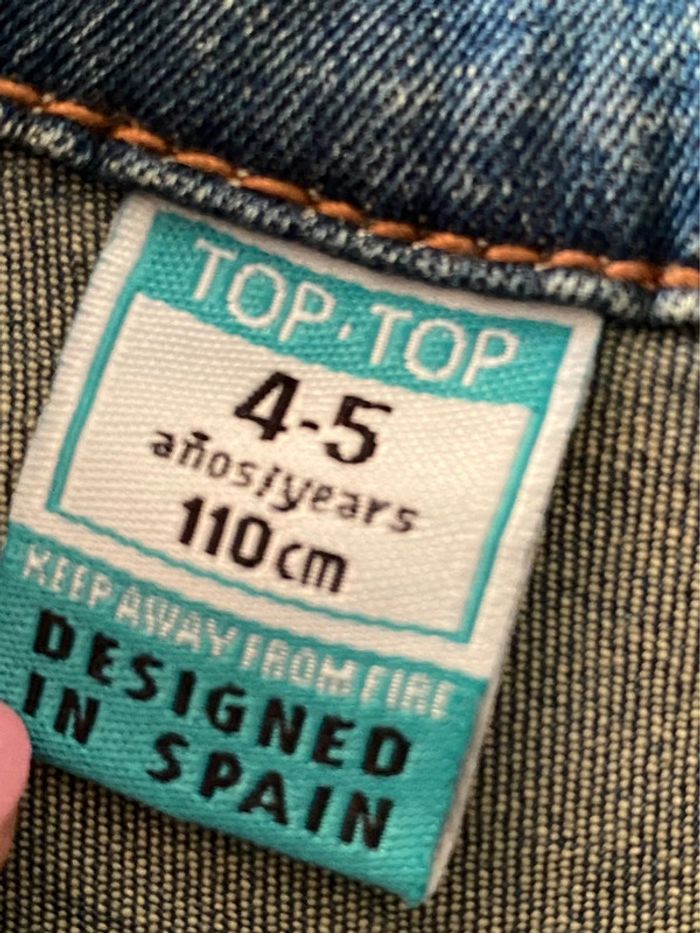 TOP·TOP
4-5
años/years
110cm
KEEP AWAY FROM FIRE
DESIGNED
IN SPAIN